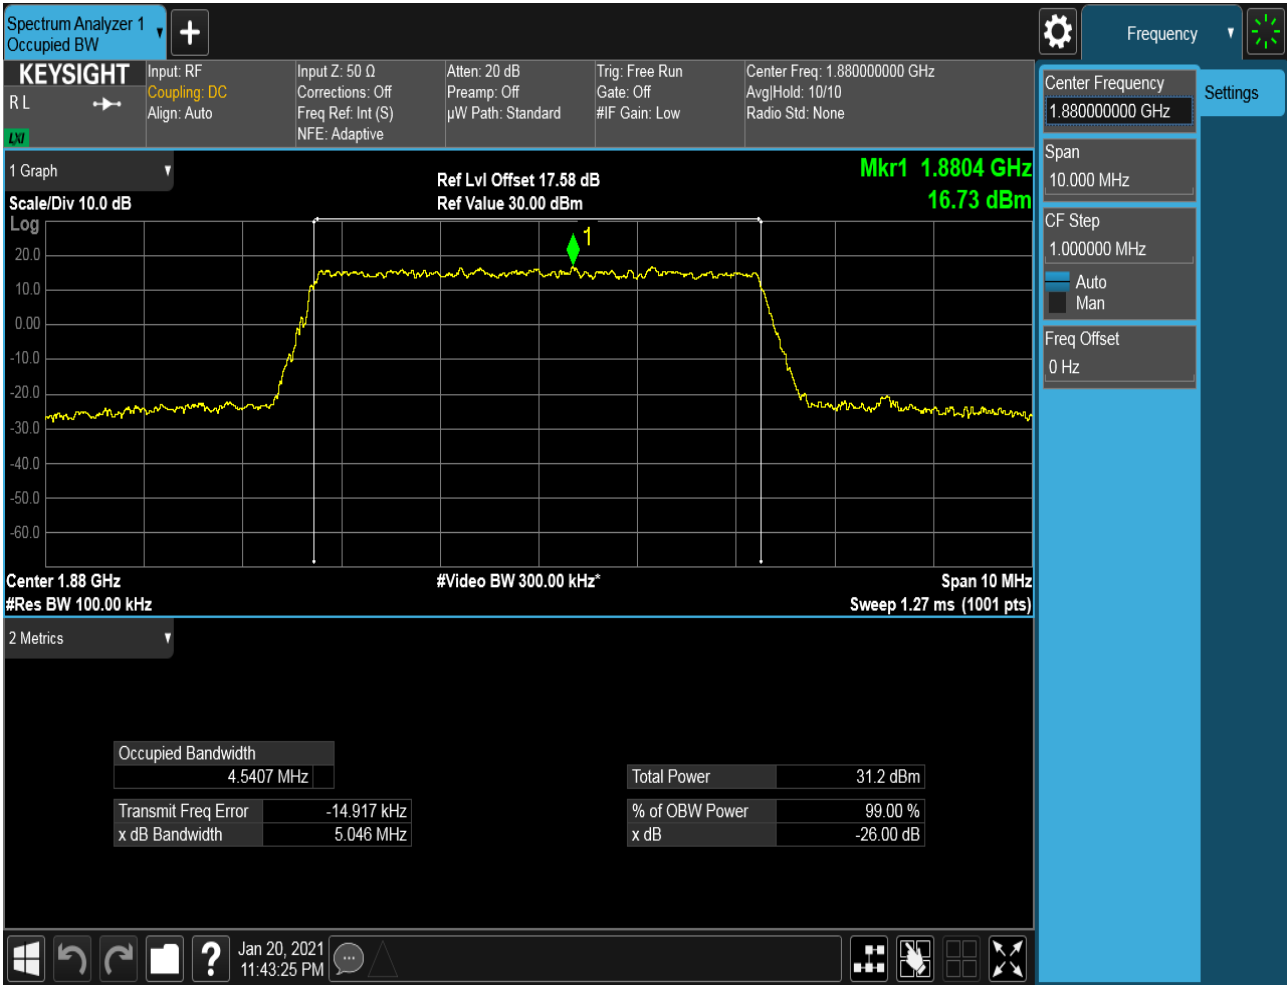 Spectrum Analyzer 1
Occupied BW
Frequency
KEYSIGHT
R L
LXI
Input: RF
Coupling: DC
Align: Auto
Input Z: 50 Ω
Corrections: Off
Freq Ref: Int (S)
NFE: Adaptive
Atten: 20 dB
Preamp: Off
µW Path: Standard
Trig: Free Run
Gate: Off
#IF Gain: Low
Center Freq: 1.880000000 GHz
Avg|Hold: 10/10
Radio Std: None
Center Frequency
1.880000000 GHz
Settings
Span
10.000 MHz
CF Step
1.000000 MHz
Auto
Man
Freq Offset
0 Hz
1 Graph
Scale/Div 10.0 dB
Ref Lvl Offset 17.58 dB
Ref Value 30.00 dBm
Mkr1 1.8804 GHz
16.73 dBm
Log
1
20.0
10.0
0.00
-10.0
-20.0
-30.0
-40.0
-50.0
-60.0
Center 1.88 GHz
#Video BW 300.00 kHz*
Span 10 MHz
#Res BW 100.00 kHz
Sweep 1.27 ms (1001 pts)
2 Metrics
Occupied Bandwidth
4.5407 MHz
Total Power 31.2 dBm
Transmit Freq Error -14.917 kHz
% of OBW Power 99.00 %
x dB Bandwidth 5.046 MHz
x dB -26.00 dB
?
Jan 20, 2021
11:43:25 PM